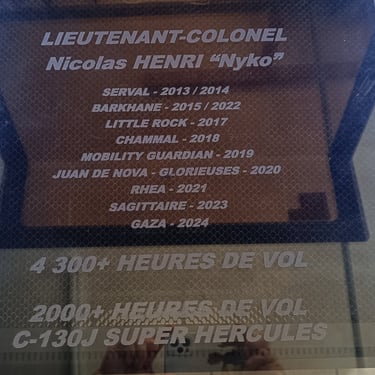 LIEUTENANT-COLONEL
Nicolas HENRI “Nyko”
SERVAL - 2013 / 2014
BARKHANE - 2015 / 2022
LITTLE ROCK - 2017
CHAMMAL - 2018
MOBILITY GUARDIAN - 2019
JUAN DE NOVA - GLORIEUSES - 2020
RHEA - 2021
SAGITTAIRE - 2023
GAZA - 2024
4 300+ HEURES DE VOL
2000+ HEURES DE VOL
C-130J SUPER HERCULES